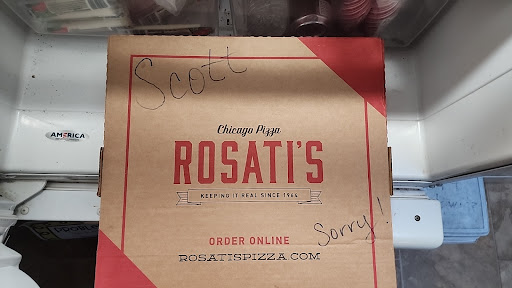 Scott
Chicago Pizza
ROSATI'S
KEEPING IT REAL SINCE 1964
ORDER ONLINE
Sorry!
ROSATISPIZZA.COM
AMERICA